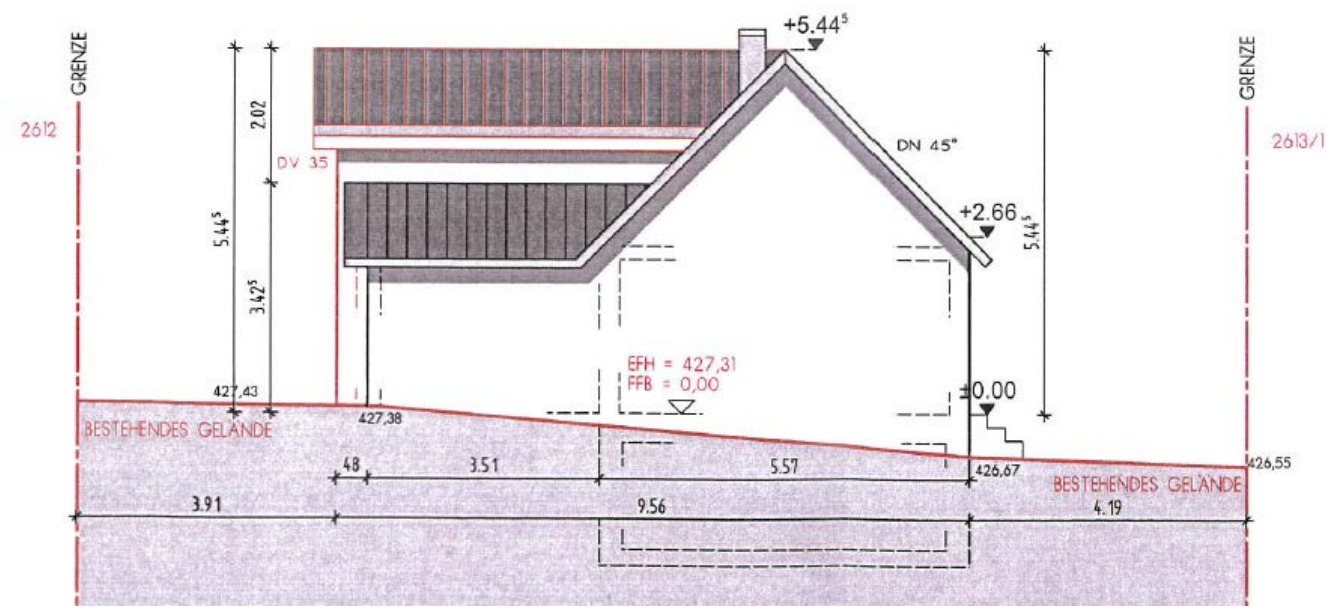 GRENZE
2612
5.44⁵
2.02
3.42⁵
DV 35
+5.44⁵
DN 45°
+2.66
5.44⁵
GRENZE
2613/1
EFH = 427,31
FFB = 0,00
±0.00
427,43
427,38
BESTEHENDES GELÄNDE
48
3.51
5.57
426,67
426,55
BESTEHENDES GELÄNDE
3.91
9.56
4.19